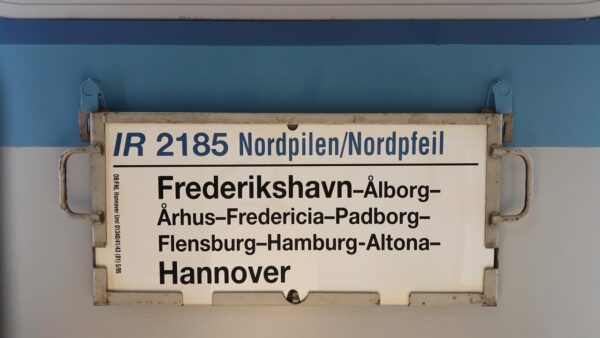 IR 2185 Nordpilen/Nordpfeil
Frederikshavn–Ålborg–
Århus–Fredericia–Padborg–
Flensburg–Hamburg-Altona–
Hannover